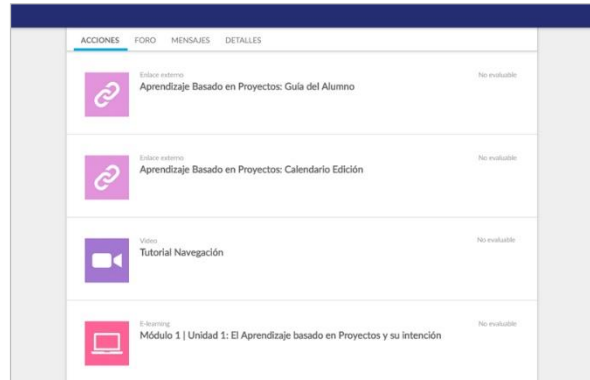 ACCIONES FORO MENSAJES DETALLES
Enlace externo No evaluable
Aprendizaje Basado en Proyectos: Guía del Alumno
Enlace externo No evaluable
Aprendizaje Basado en Proyectos: Calendario Edición
Vídeo No evaluable
Tutorial Navegación
E-learning No evaluable
Módulo 1 | Unidad 1: El Aprendizaje basado en Proyectos y su intención